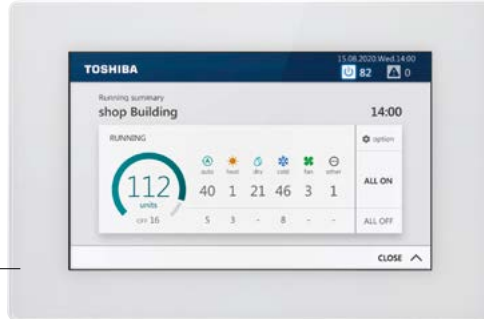 15.08.2020.Wed.14:00
TOSHIBA
82 0
Running summary
shop Building 14:00
RUNNING
option
auto heat dry cold fan other
112 40 1 21 46 3 1
units
ALL ON
OFF 16 5 3 - 8 - -
ALL OFF
CLOSE